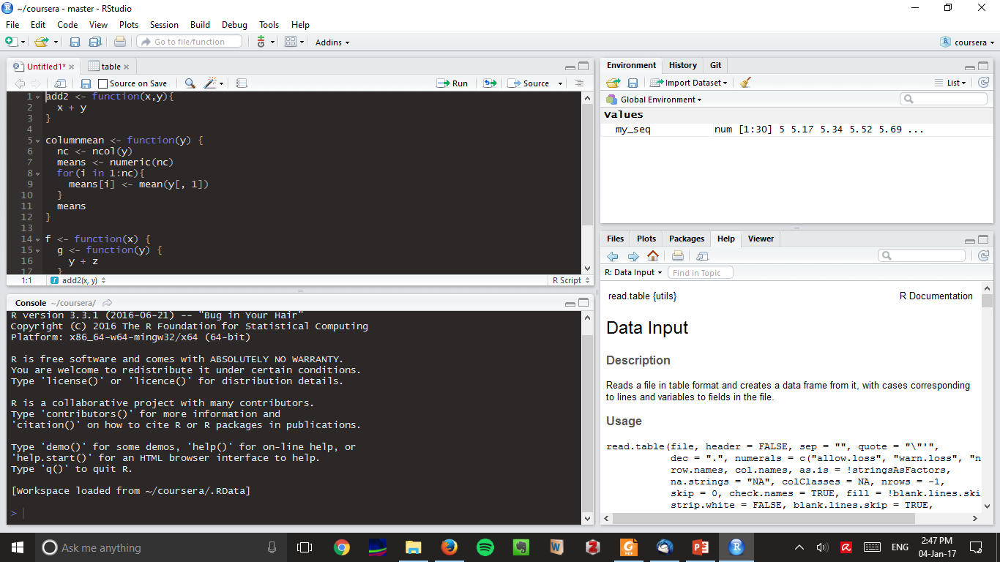 ~/coursera - master - RStudio
File Edit Code View Plots Session Build Debug Tools Help
Go to file/function Addins coursera
Untitled1* table
Source on Save Run Source
1 add2 <- function(x,y){
2 x + y
3 }
4
5 columnmean <- function(y) {
6 nc <- ncol(y)
7 means <- numeric(nc)
8 for(i in 1:nc){
9 means[i] <- mean(y[, 1])
10 }
11 means
12 }
13
14 f <- function(x) {
15 g <- function(y) {
16 y + z
17 }
1:1 add2(x, y) R Script
Console ~/coursera/
R version 3.3.1 (2016-06-21) -- "Bug in Your Hair"
Copyright (C) 2016 The R Foundation for Statistical Computing
Platform: x86_64-w64-mingw32/x64 (64-bit)
R is free software and comes with ABSOLUTELY NO WARRANTY.
You are welcome to redistribute it under certain conditions.
Type 'license()' or 'licence()' for distribution details.
R is a collaborative project with many contributors.
Type 'contributors()' for more information and
'citation()' on how to cite R or R packages in publications.
Type 'demo()' for some demos, 'help()' for on-line help, or
'help.start()' for an HTML browser interface to help.
Type 'q()' to quit R.
[Workspace loaded from ~/coursera/.RData]
>
Environment History Git
Import Dataset List
Global Environment
Values
my_seq num [1:30] 5 5.17 5.34 5.52 5.69 ...
Files Plots Packages Help Viewer
R: Data Input Find in Topic
read.table {utils} R Documentation
Data Input
Description
Reads a file in table format and creates a data frame from it, with cases corresponding
to lines and variables to fields in the file.
Usage
read.table(file, header = FALSE, sep = "", quote = "\"'",
dec = ".", numerals = c("allow.loss", "warn.loss", "n
row.names, col.names, as.is = !stringsAsFactors,
na.strings = "NA", colClasses = NA, nrows = -1,
skip = 0, check.names = TRUE, fill = !blank.lines.ski
strip.white = FALSE, blank.lines.skip = TRUE,
Ask me anything
ENG
2:47 PM
04-Jan-17